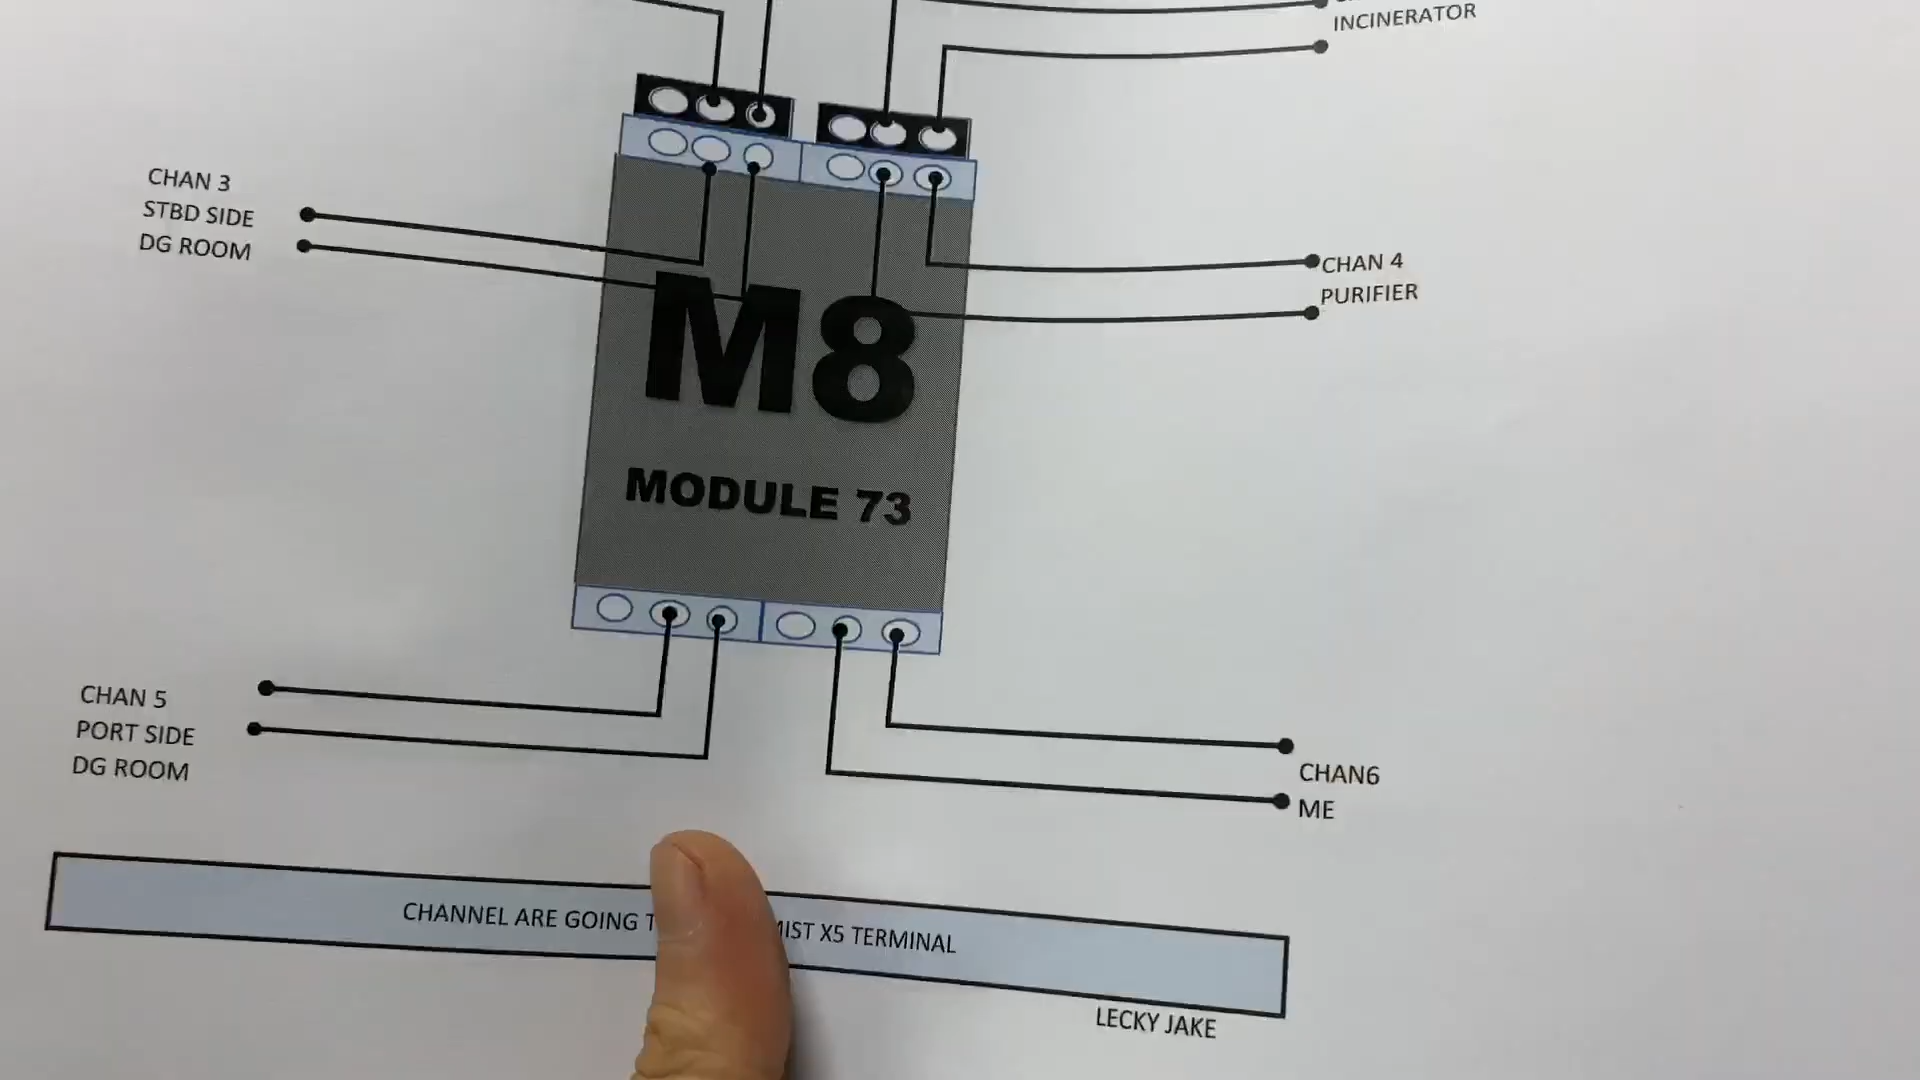 INCINERATOR
CHAN 3
STBD SIDE
DG ROOM
CHAN 4
PURIFIER
M8
MODULE 73
CHAN 5
PORT SIDE
DG ROOM
CHAN6
ME
CHANNEL ARE GOING X5 TERMINAL
LECKY JAKE